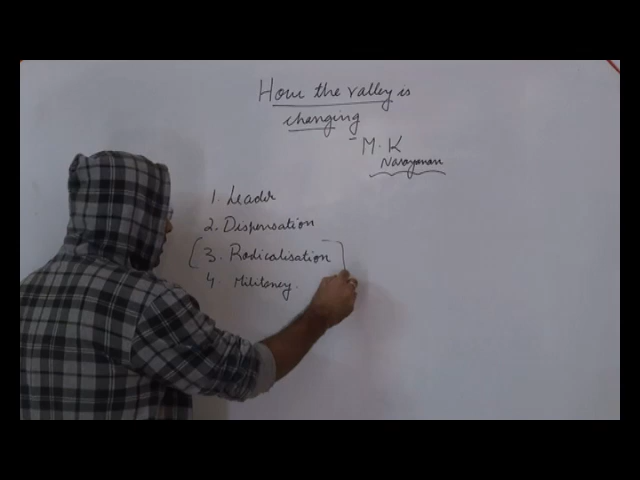 How the valley is
changing
- M. K
Narayanan
1. Leader
2. Dispensation
[3. Radicalisation]
4. Militancy.